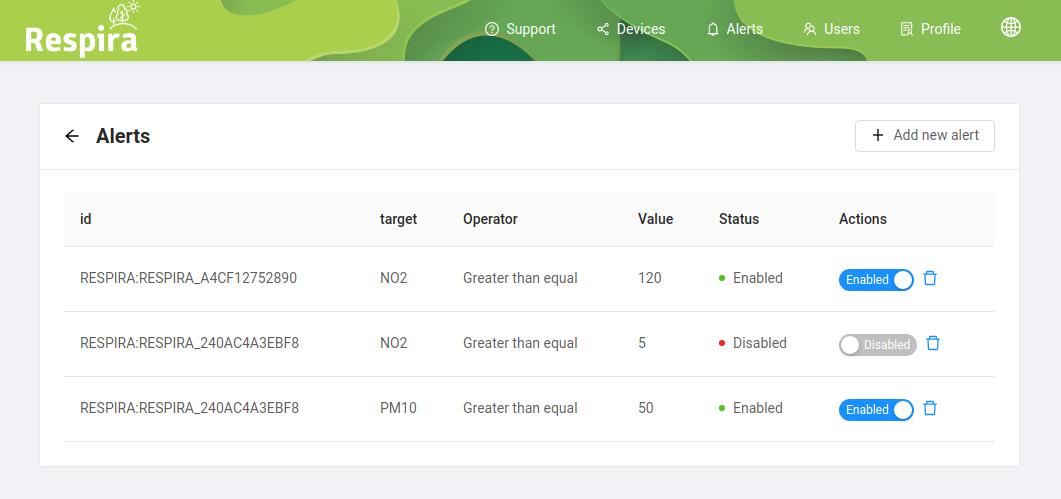 Respira
Support Devices Alerts Users Profile
Alerts
Add new alert
id target Operator Value Status Actions
RESPIRA:RESPIRA_A4CF12752890 NO2 Greater than equal 120 Enabled Enabled
RESPIRA:RESPIRA_240AC4A3EBF8 NO2 Greater than equal 5 Disabled Disabled
RESPIRA:RESPIRA_240AC4A3EBF8 PM10 Greater than equal 50 Enabled Enabled